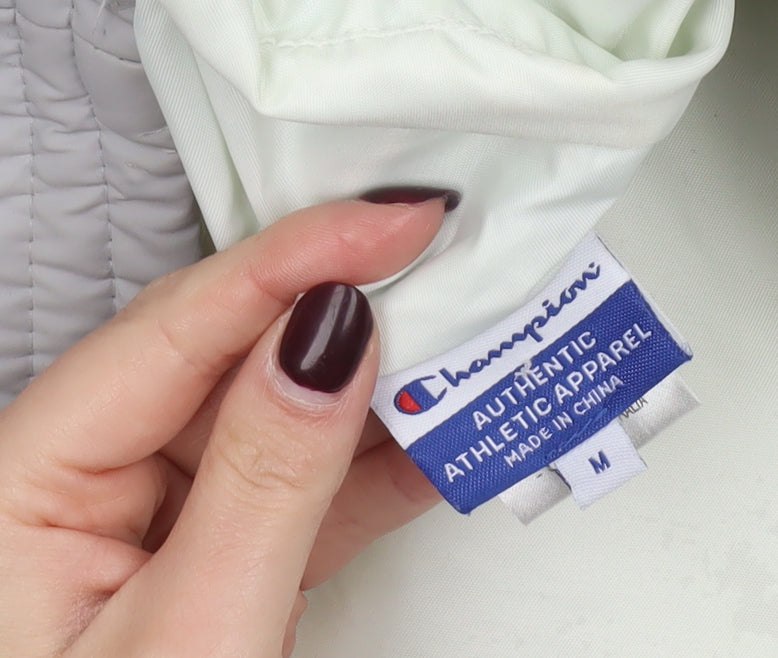 Champion
AUTHENTIC
ATHLETIC APPAREL
MADE IN CHINA
M